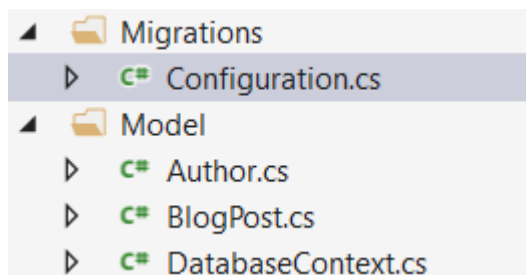 Migrations
C# Configuration.cs
Model
C# Author.cs
C# BlogPost.cs
C# DatabaseContext.cs